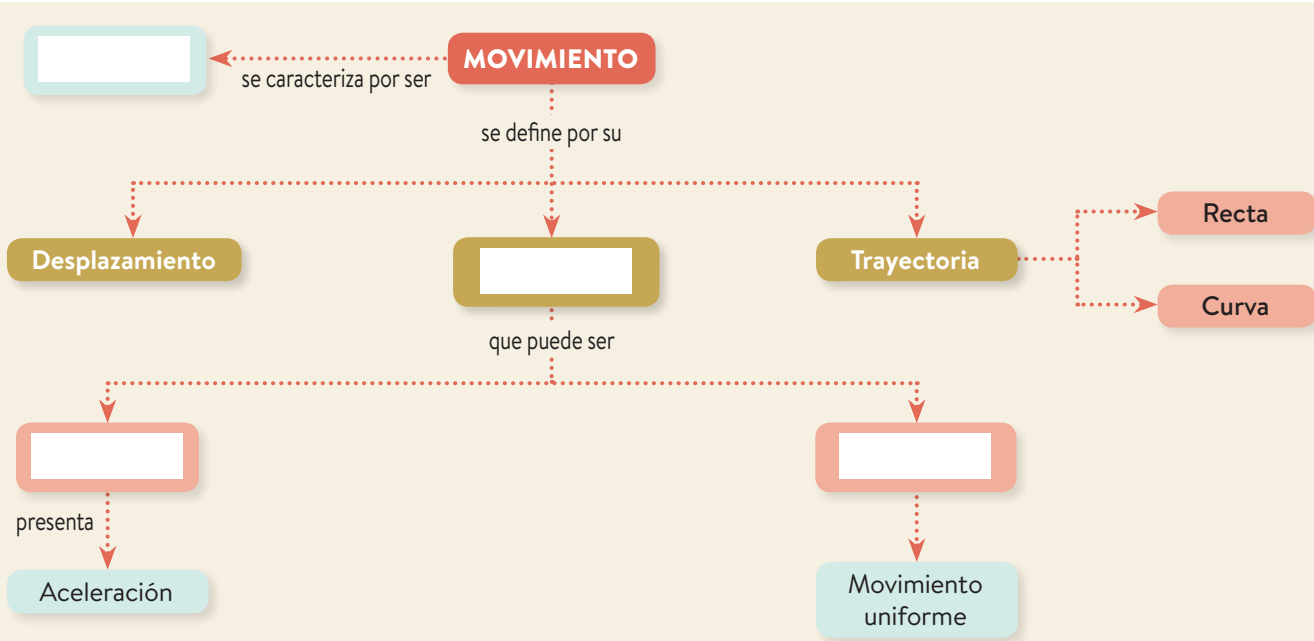 MOVIMIENTO
se caracteriza por ser
se define por su
Desplazamiento
Trayectoria
Recta
Curva
que puede ser
presenta
Aceleración
Movimiento
uniforme